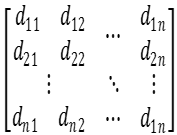 d₁₁ d₁₂ ⋯ d₁ₙ
d₂₁ d₂₂ d₂ₙ
⋮ ⋱ ⋮
dₙ₁ dₙ₂ ⋯ d₁ₙ